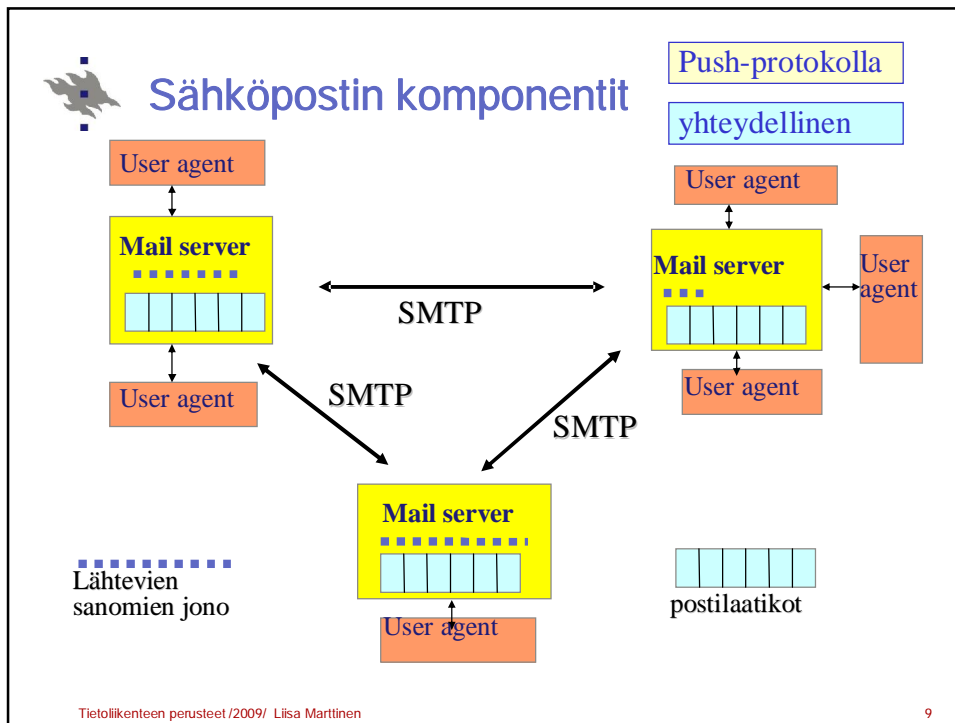 Sähköpostin komponentit
Push-protokolla
yhteydellinen
User agent
Mail server
User agent
User agent
Mail server
User
agent
User agent
SMTP
SMTP
SMTP
Mail server
User agent
Lähtevien
sanomien jono
postilaatikot
Tietoliikenteen perusteet /2009/ Liisa Marttinen
9